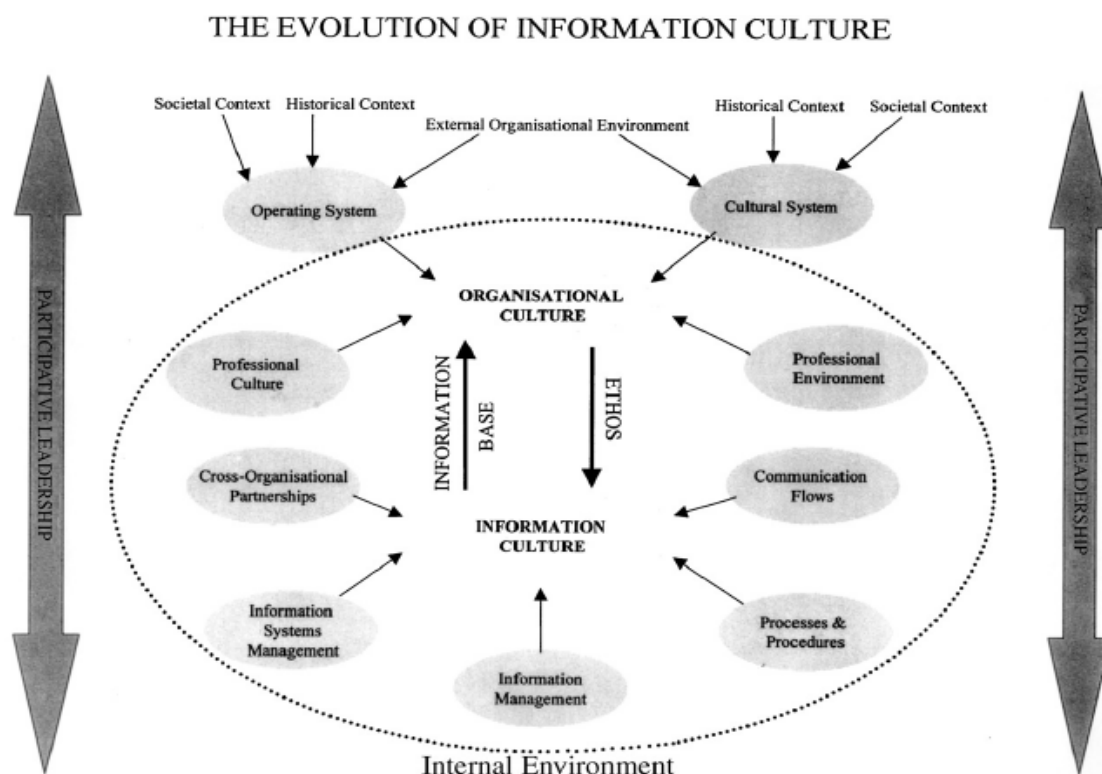 THE EVOLUTION OF INFORMATION CULTURE
Societal Context
Historical Context
External Organisational Environment
Historical Context
Societal Context
Operating System
Cultural System
PARTICIPATIVE LEADERSHIP
ORGANISATIONAL
CULTURE
PARTICIPATIVE LEADERSHIP
Professional
Culture
INFORMATION
BASE
ETHOS
Professional
Environment
Cross-Organisational
Partnerships
Communication
Flows
INFORMATION
CULTURE
Information
Systems
Management
Processes &
Procedures
Information
Management
Internal Environment